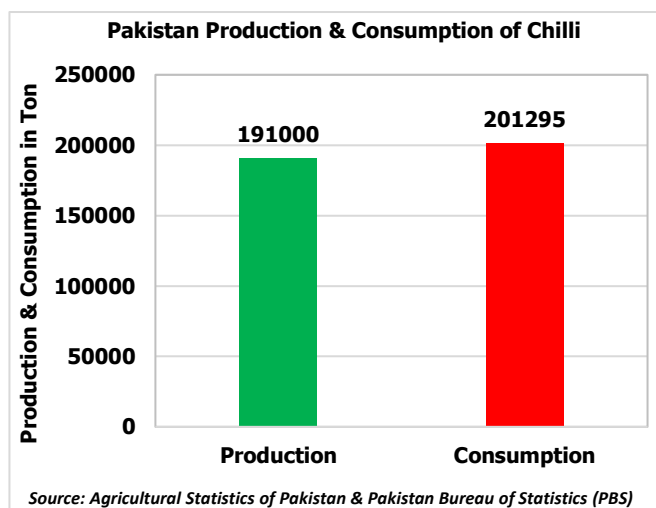 Pakistan Production & Consumption of Chilli
Production & Consumption in Ton
250000
200000
150000
100000
50000
0
191000
201295
Production
Consumption
Source: Agricultural Statistics of Pakistan & Pakistan Bureau of Statistics (PBS)